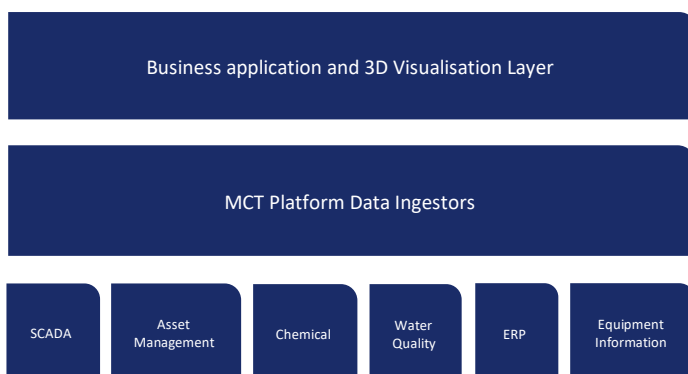 Business application and 3D Visualisation Layer
MCT Platform Data Ingestors
SCADA
Asset
Management
Chemical
Water
Quality
ERP
Equipment
Information